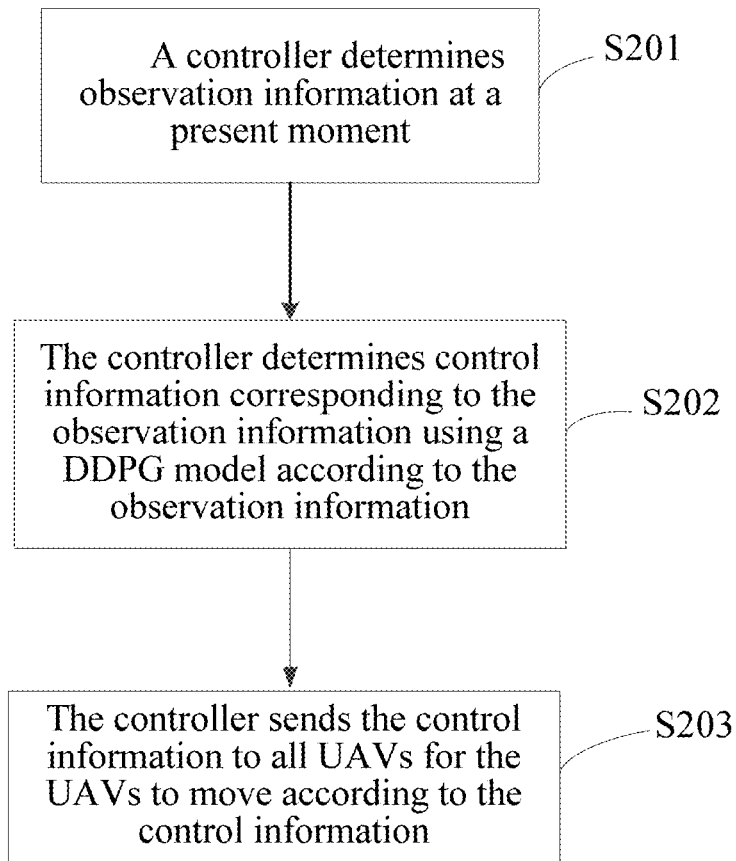 A controller determines
observation information at a
present moment
S201
The controller determines control
information corresponding to the
observation information using a
DDPG model according to the
observation information
S202
The controller sends the control
information to all UAVs for the
UAVs to move according to the
control information
S203